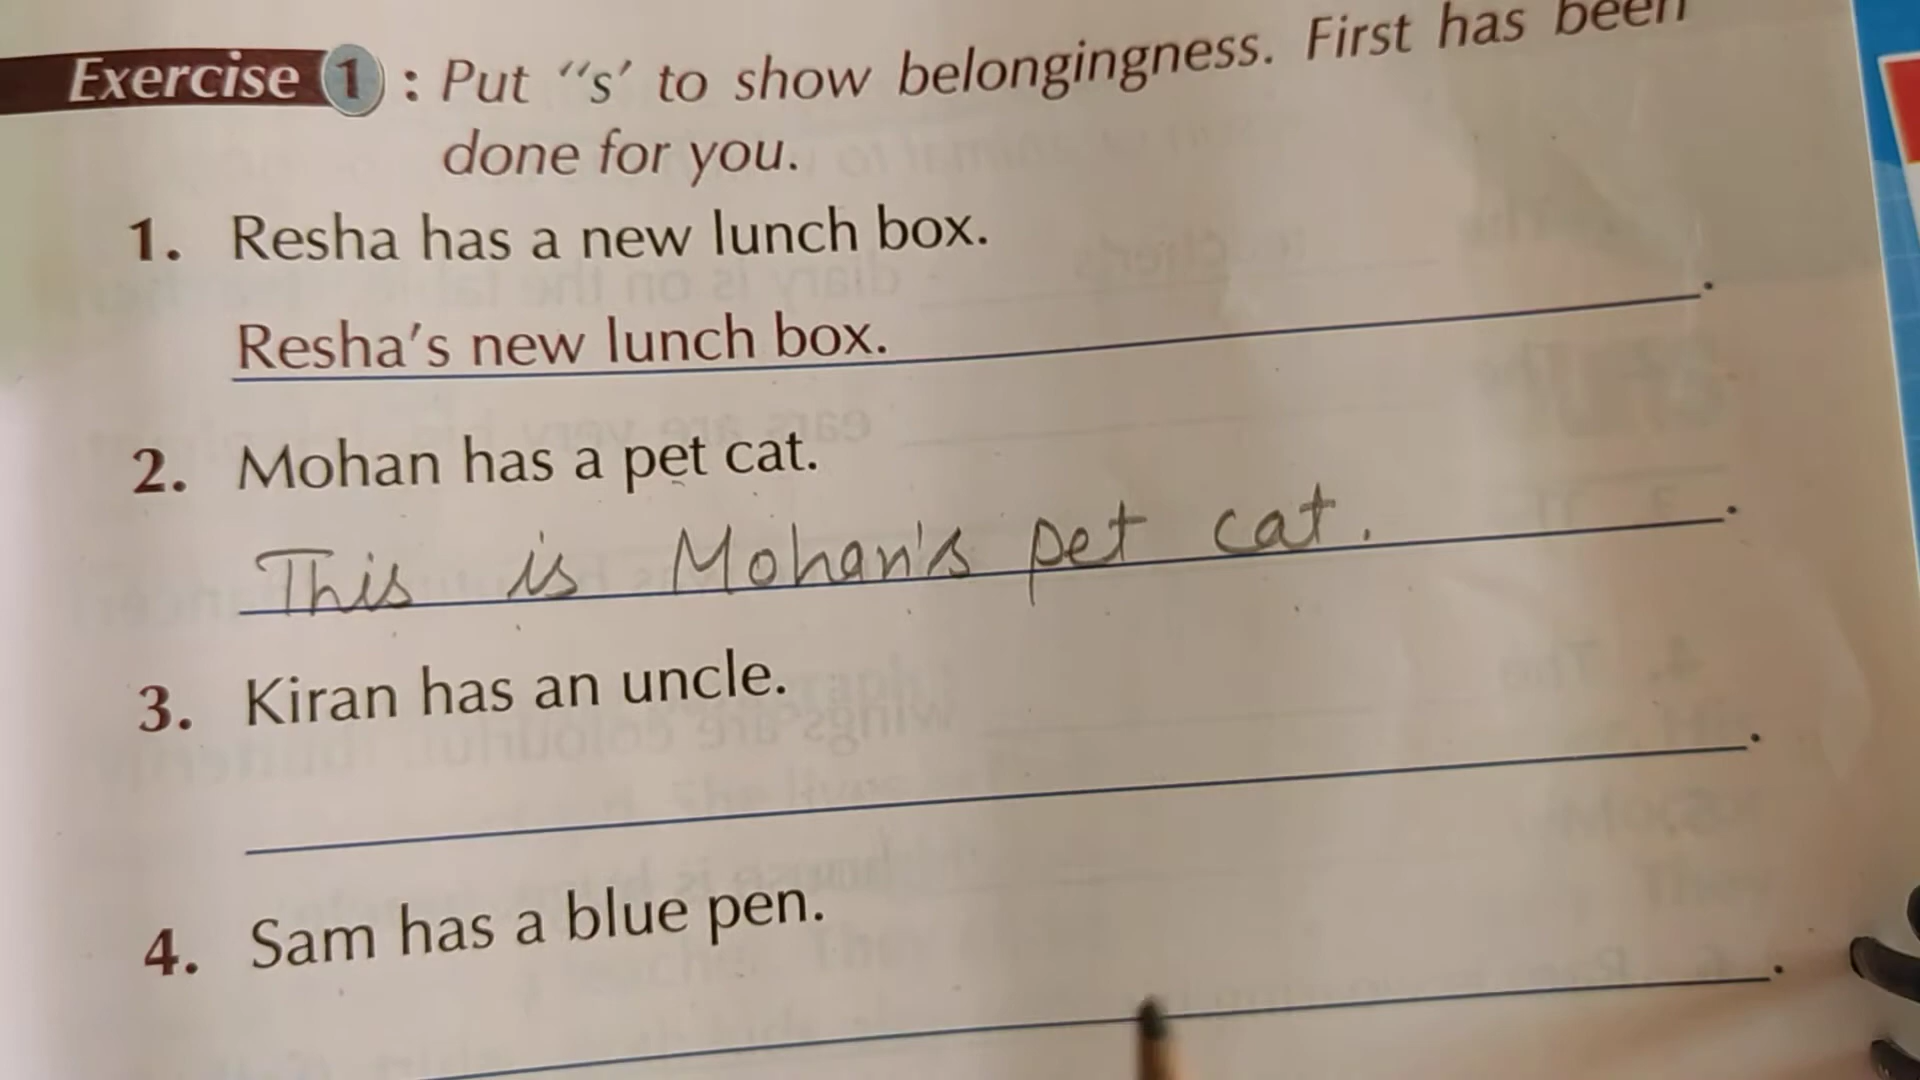 Exercise 1 : Put "s' to show belongingness. First has been
done for you.
1. Resha has a new lunch box.
Resha's new lunch box. .
2. Mohan has a pet cat.
This is Mohan's pet cat. .
3. Kiran has an uncle.
.
4. Sam has a blue pen.
.